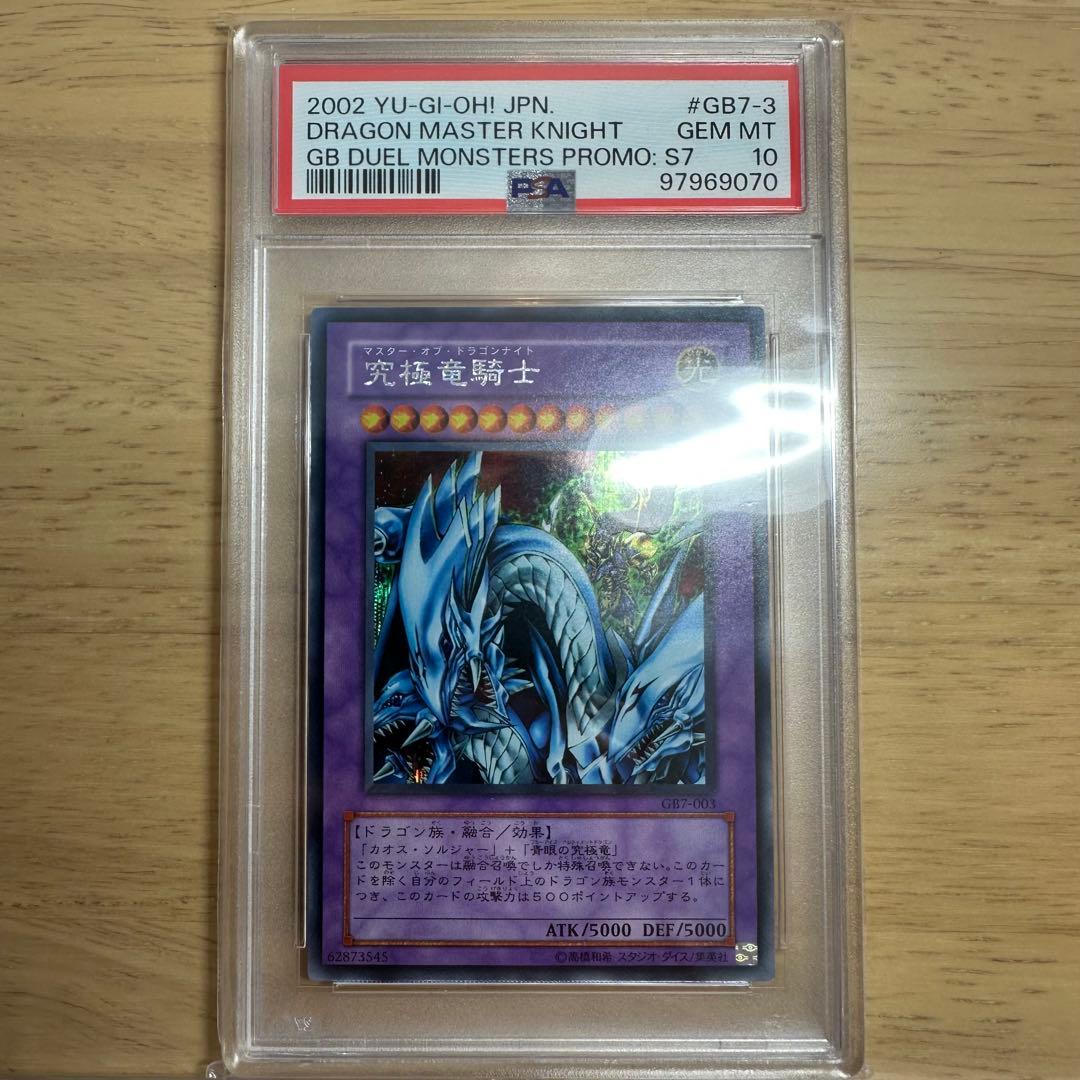 2002 YU-GI-OH! JPN. #GB7-3
DRAGON MASTER KNIGHT GEM MT
GB DUEL MONSTERS PROMO: S7 10
PSA 97969070
マスター・オブ・ドラゴンナイト
究極竜騎士
光
GB7-003
【ドラゴン族・融合/効果】
「カオス・ソルジャー」+「青眼の究極竜」
このモンスターは融合召喚でしか特殊召喚できない。このカー
ドを除く自分のフィールド上のドラゴン族モンスター1体に
つき、このカードの攻撃力は500ポイントアップする。
ATK/5000 DEF/5000
62873545 ©高橋和希 スタジオ・ダイス/集英社